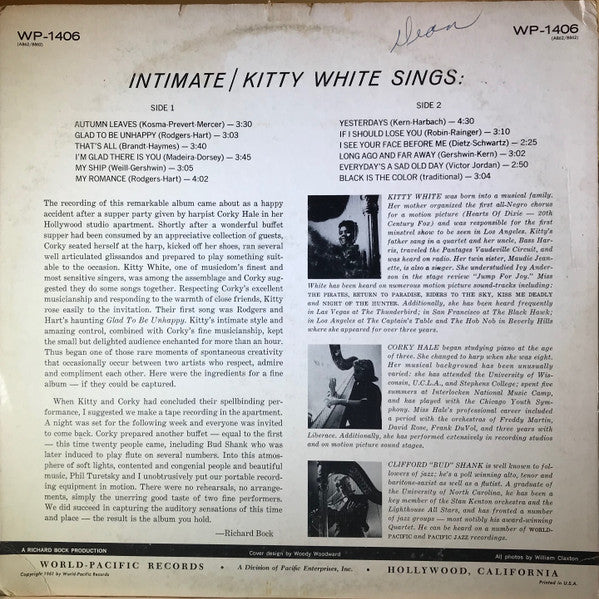 WP-1406
(A862/8862)
Dean
WP-1406
(A862/8862)
INTIMATE/KITTY WHITE SINGS:
SIDE 1
AUTUMN LEAVES (Kosma-Prevert-Mercer) — 3:30
GLAD TO BE UNHAPPY (Rodgers-Hart) — 3:03
THAT'S ALL (Brandt-Haymes) — 3:40
I'M GLAD THERE IS YOU (Madeira-Dorsey) — 3:45
MY SHIP (Weill-Gershwin) — 3:05
MY ROMANCE (Rodgers-Hart) — 4:02
SIDE 2
YESTERDAYS (Kern-Harbach) — 4:30
IF I SHOULD LOSE YOU (Robin-Rainger) — 3:10
I SEE YOUR FACE BEFORE ME (Dietz-Schwartz) — 2:25
LONG AGO AND FAR AWAY (Gershwin-Kern) — 3:02
EVERYDAY'S A SAD OLD DAY (Victor Jordan) — 2:50
BLACK IS THE COLOR (traditional) — 3:04
The recording of this remarkable album came about as a happy
accident after a supper party given by harpist Corky Hale in her
Hollywood studio apartment. Shortly after a wonderful buffet
supper had been consumed by an appreciative collection of guests,
Corky seated herself at the harp, kicked off her shoes, ran several
well articulated glissandos and prepared to play something suit-
able to the occasion. Kitty White, one of musicdom's finest and
most sensitive singers, was among the assemblage and Corky sug-
gested they do some songs together. Respecting Corky's excellent
musicianship and responding to the warmth of close friends, Kitty
rose easily to the invitation. Their first song was Rodgers and
Hart's haunting Glad To Be Unhappy. Kitty's intimate style and
amazing control, combined with Corky's fine musicianship, kept
the small but delighted audience enchanted for more than an hour.
Thus began one of those rare moments of spontaneous creativity
that occasionally occur between two artists who respect, admire
and compliment each other. Here were the ingredients for a fine
album — if they could be captured.
When Kitty and Corky had concluded their spellbinding per-
formance, I suggested we make a tape recording in the apartment.
A night was set for the following week and everyone was invited
to come back. Corky prepared another buffet — equal to the first
— this time twenty people came, including Bud Shank who was
later induced to play flute on several numbers. Into this atmos-
phere of soft lights, contented and congenial people and beautiful
music, Phil Turetsky and I unobtrusively put our portable record-
ing equipment in motion. There were no rehearsals, no arrange-
ments, simply the unerring good taste of two fine performers.
We did succeed in capturing the auditory sensations of this time
and place — the result is the album you hold.
—Richard Bock
KITTY WHITE was born into a musical family.
Her mother organized the first all-Negro chorus
for a motion picture (Hearts Of Dixie — 20th
Century Fox) and was responsible for the first
minstrel show to be seen in Los Angeles. Kitty's
father sang in a quartet and her uncle, Bass Har-
ris, traveled the Pantages Vaudeville Circuit, and
was heard on radio. Her twin sister, Maudie Jean-
ette, is also a singer. She understudied Ivy Ander-
son in the stage review "Jump For Joy." Miss
White has been heard on numerous motion picture sound-tracks including:
THE PIRATES, RETURN TO PARADISE, RIDERS TO THE SKY, KISS ME DEADLY
and NIGHT OF THE HUNTER. Additionally, she has been heard frequently
in Las Vegas at The Thunderbird; in San Francisco at The Black Hawk;
in Los Angeles at The Captain's Table and The Hob Nob in Beverly Hills
where she appeared for over three years.
CORKY HALE began studying piano at the age
of three. She changed to harp when she was eight.
Her musical background has been unusually
varied: she has attended the University of Wis-
consin, U.C.L.A., and Stephens College; spent five
summers at Interlocken National Music Camp,
and has played with the Chicago Youth Sym-
phony. Miss Hale's professional career included
a period with the orchestras of Freddy Martin,
David Rose, Frank DuVol, and three years with
Liberace. Additionally, she has performed extensively in recording studios
and on motion picture sound stages.
CLIFFORD "BUD" SHANK is well known to fol-
lowers of jazz; he's a poll winning alto, tenor and
baritone-saxist as well as a flutist. A graduate of
the University of North Carolina, he has been a
key member of the Stan Kenton orchestra and the
Lighthouse All Stars, and has fronted a number
of jazz groups — most notibly his award-winning
Quartet. He can be heard on a number of WORLD-
PACIFIC and PACIFIC JAZZ recordings.
A RICHARD BOCK PRODUCTION
Cover design by Woody Woodward
All photos by William Claxton
WORLD-PACIFIC RECORDS • A Division of Pacific Enterprises, Inc. • HOLLYWOOD, CALIFORNIA
Copyright 1961 by World-Pacific Records
Printed in U.S.A.